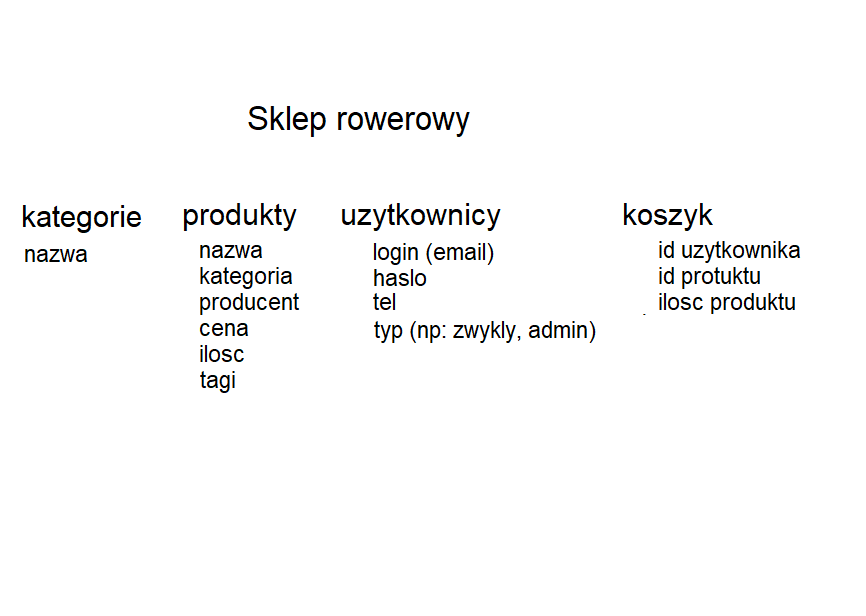 Sklep rowerowy
kategorie
nazwa
produkty
nazwa
kategoria
producent
cena
ilosc
tagi
uzytkownicy
login (email)
haslo
tel
typ (np: zwykly, admin)
koszyk
id uzytkownika
id protuktu
ilosc produktu